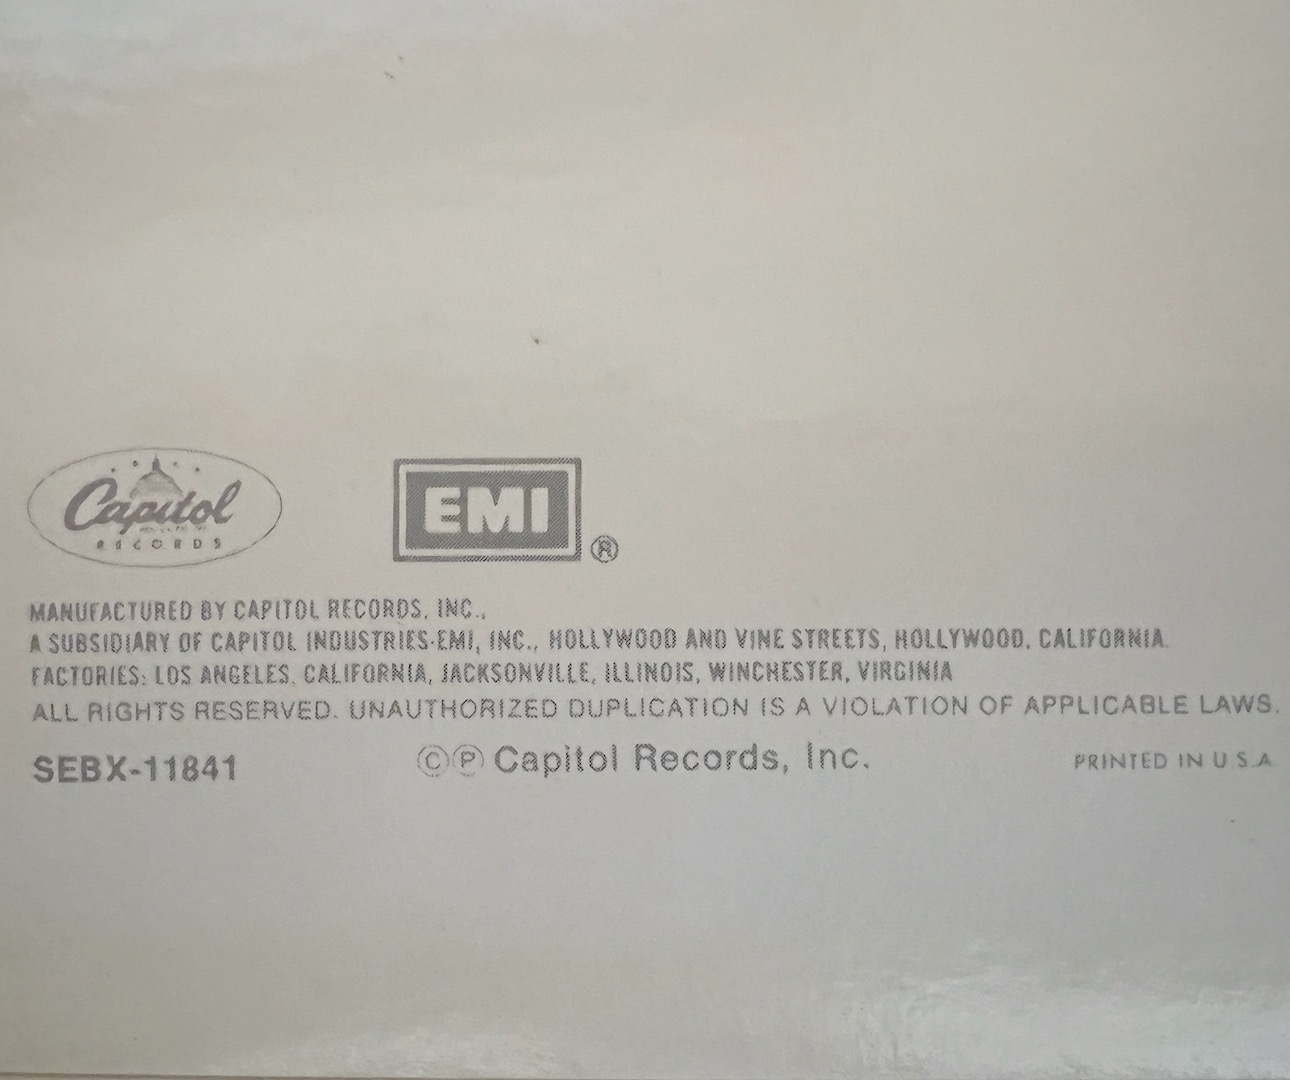 Capitol
RECORDS
EMI ®
MANUFACTURED BY CAPITOL RECORDS, INC.,
A SUBSIDIARY OF CAPITOL INDUSTRIES-EMI, INC., HOLLYWOOD AND VINE STREETS, HOLLYWOOD, CALIFORNIA.
FACTORIES: LOS ANGELES, CALIFORNIA, JACKSONVILLE, ILLINOIS, WINCHESTER, VIRGINIA
ALL RIGHTS RESERVED. UNAUTHORIZED DUPLICATION IS A VIOLATION OF APPLICABLE LAWS.
SEBX-11841 ©℗ Capitol Records, Inc. PRINTED IN U.S.A.